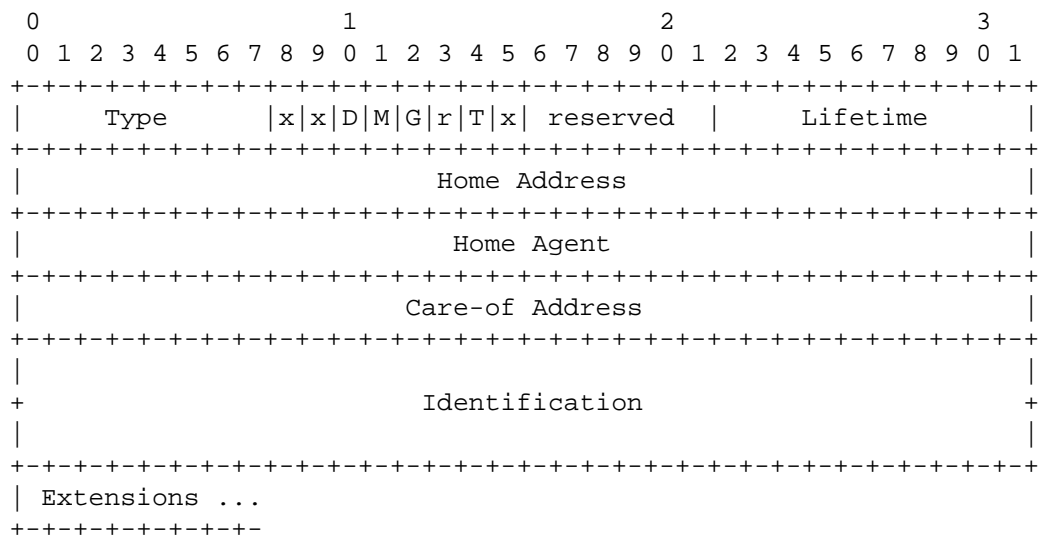 0                   1                   2                   3
 0 1 2 3 4 5 6 7 8 9 0 1 2 3 4 5 6 7 8 9 0 1 2 3 4 5 6 7 8 9 0 1
+-+-+-+-+-+-+-+-+-+-+-+-+-+-+-+-+-+-+-+-+-+-+-+-+-+-+-+-+-+-+-+-+
|     Type      |x|x|D|M|G|r|T|x| reserved  |     Lifetime      |
+-+-+-+-+-+-+-+-+-+-+-+-+-+-+-+-+-+-+-+-+-+-+-+-+-+-+-+-+-+-+-+-+
|                          Home Address                         |
+-+-+-+-+-+-+-+-+-+-+-+-+-+-+-+-+-+-+-+-+-+-+-+-+-+-+-+-+-+-+-+-+
|                           Home Agent                          |
+-+-+-+-+-+-+-+-+-+-+-+-+-+-+-+-+-+-+-+-+-+-+-+-+-+-+-+-+-+-+-+-+
|                        Care-of Address                        |
+-+-+-+-+-+-+-+-+-+-+-+-+-+-+-+-+-+-+-+-+-+-+-+-+-+-+-+-+-+-+-+-+
|                                                               |
+                         Identification                        +
|                                                               |
+-+-+-+-+-+-+-+-+-+-+-+-+-+-+-+-+-+-+-+-+-+-+-+-+-+-+-+-+-+-+-+-+
| Extensions ...
+-+-+-+-+-+-+-+-